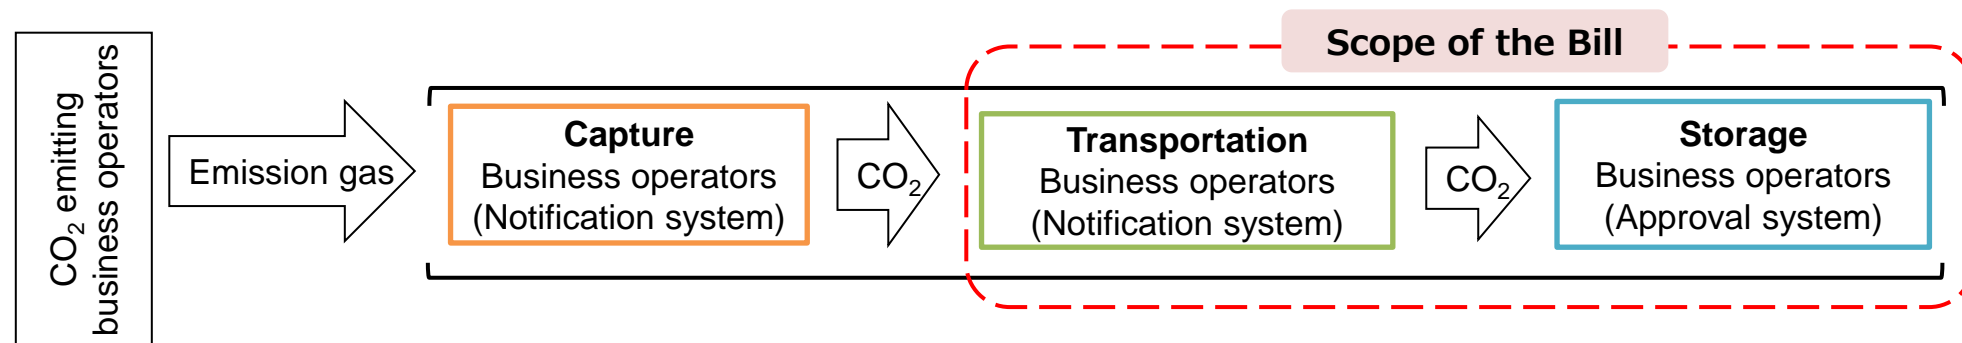 Scope of the Bill
CO₂ emitting
business operators
Emission gas
Capture
Business operators
(Notification system)
CO₂
Transportation
Business operators
(Notification system)
CO₂
Storage
Business operators
(Approval system)